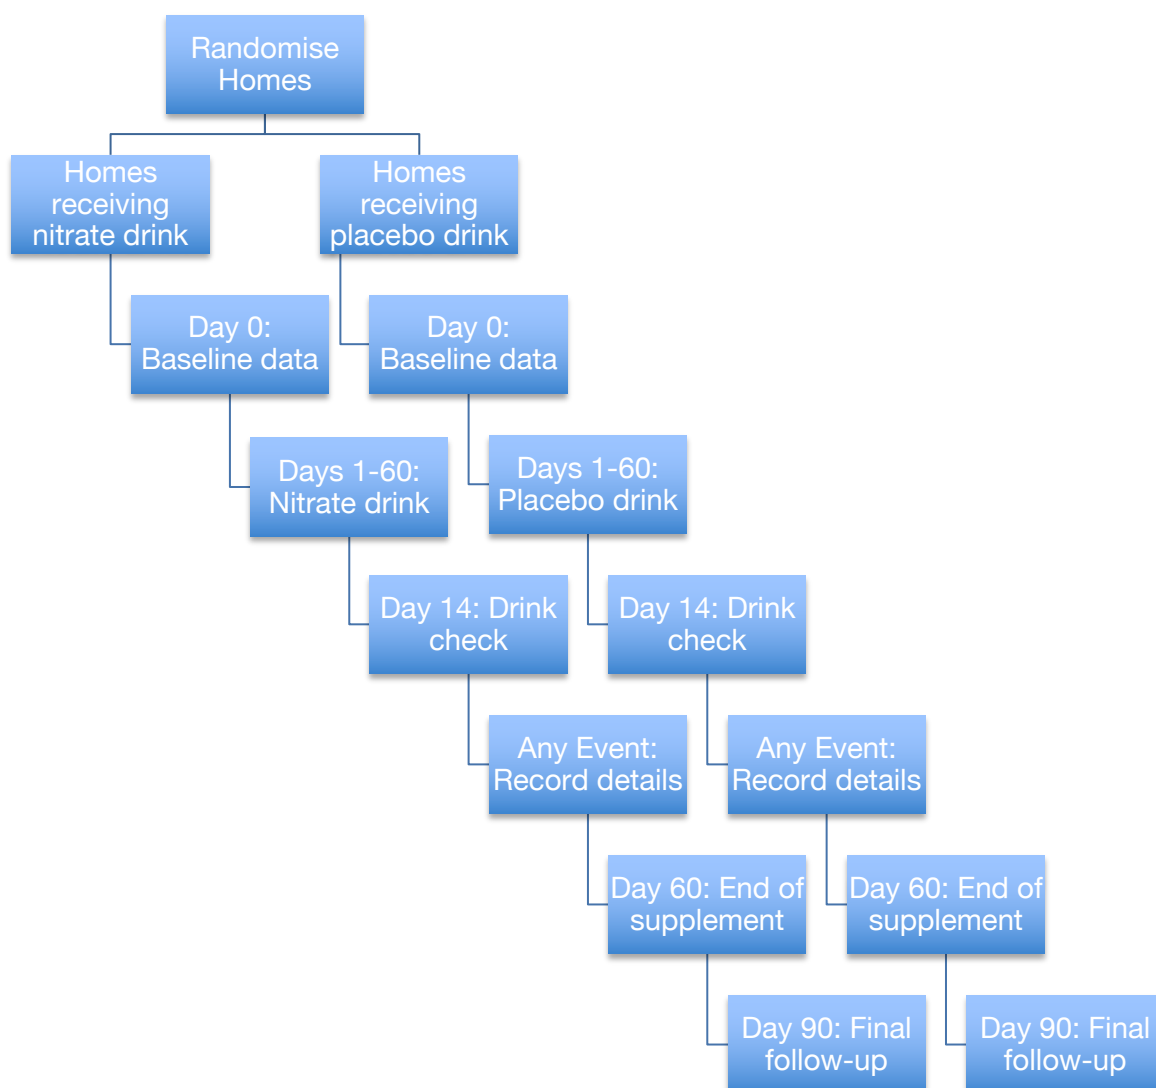 Randomise
Homes
Homes
receiving
nitrate drink
Homes
receiving
placebo drink
Day 0:
Baseline data
Day 0:
Baseline data
Days 1-60:
Nitrate drink
Days 1-60:
Placebo drink
Day 14: Drink
check
Day 14: Drink
check
Any Event:
Record details
Any Event:
Record details
Day 60: End of
supplement
Day 60: End of
supplement
Day 90: Final
follow-up
Day 90: Final
follow-up